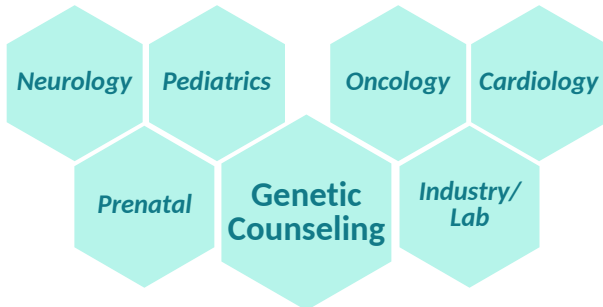 Neurology
Pediatrics
Oncology
Cardiology
Prenatal
Genetic
Counseling
Industry/
Lab